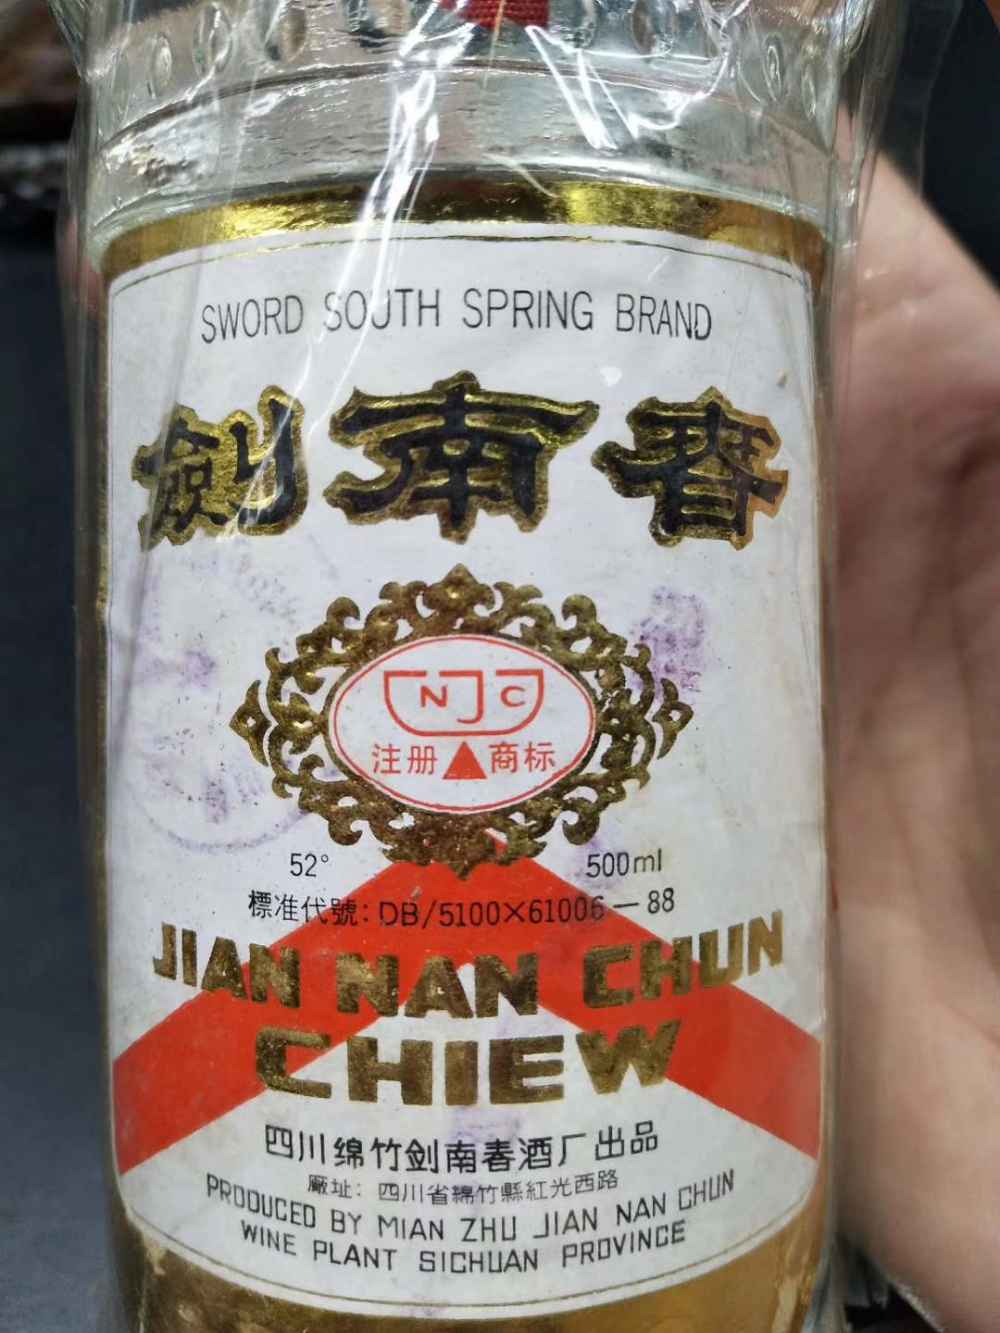 SWORD SOUTH SPRING BRAND
劍南春
NJC
注册▲商标
52° 500ml
標准代號：DB/5100×61006—88
JIAN NAN CHUN
CHIEW
四川绵竹剑南春酒厂出品
廠址：四川省綿竹縣紅光西路
PRODUCED BY MIAN ZHU JIAN NAN CHUN
WINE PLANT SICHUAN PROVINCE